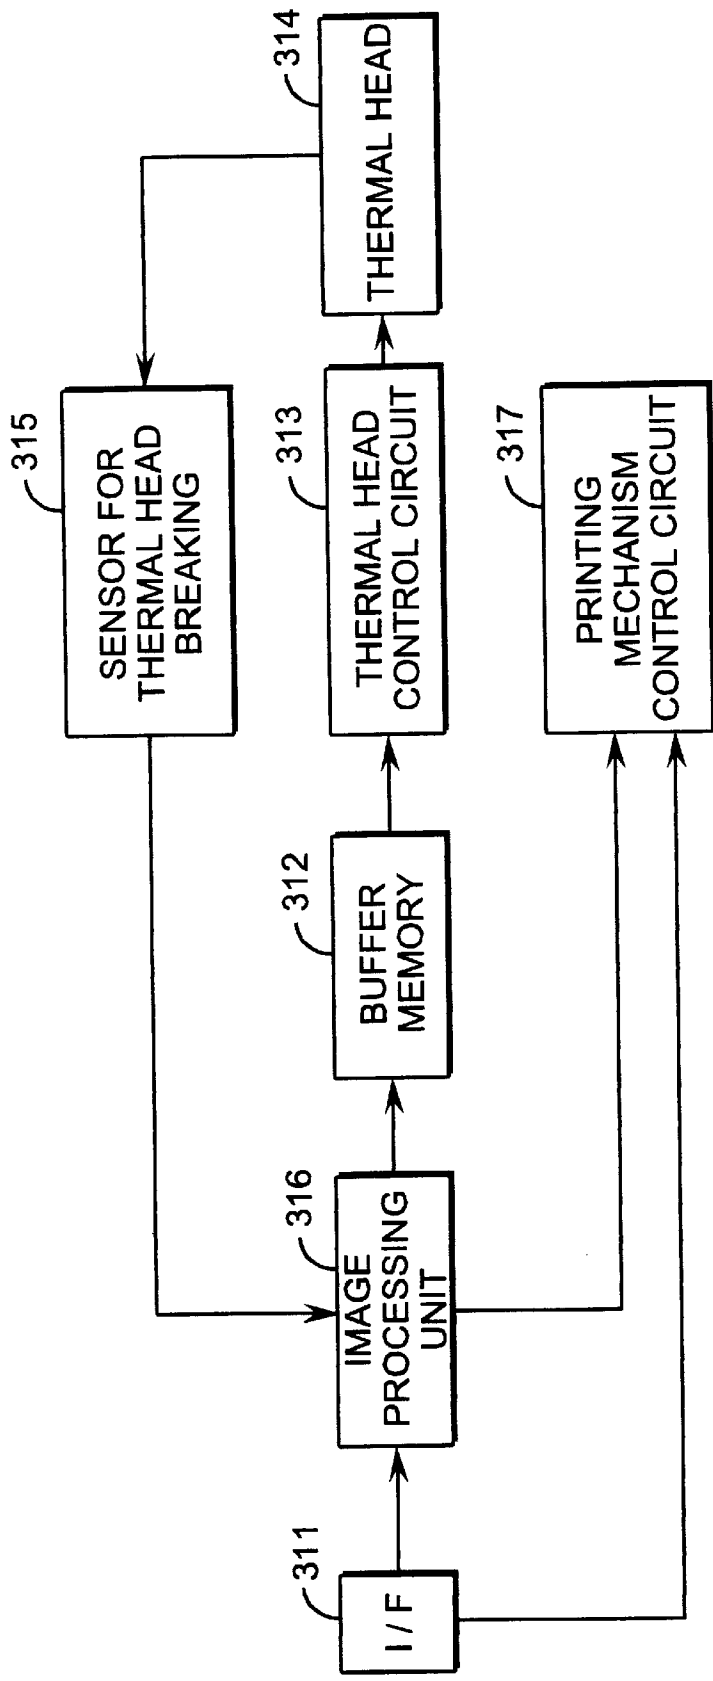 315
SENSOR FOR
THERMAL HEAD
BREAKING
311
I/F
316
IMAGE
PROCESSING
UNIT
312
BUFFER
MEMORY
313
THERMAL HEAD
CONTROL CIRCUIT
314
THERMAL HEAD
317
PRINTING
MECHANISM
CONTROL CIRCUIT